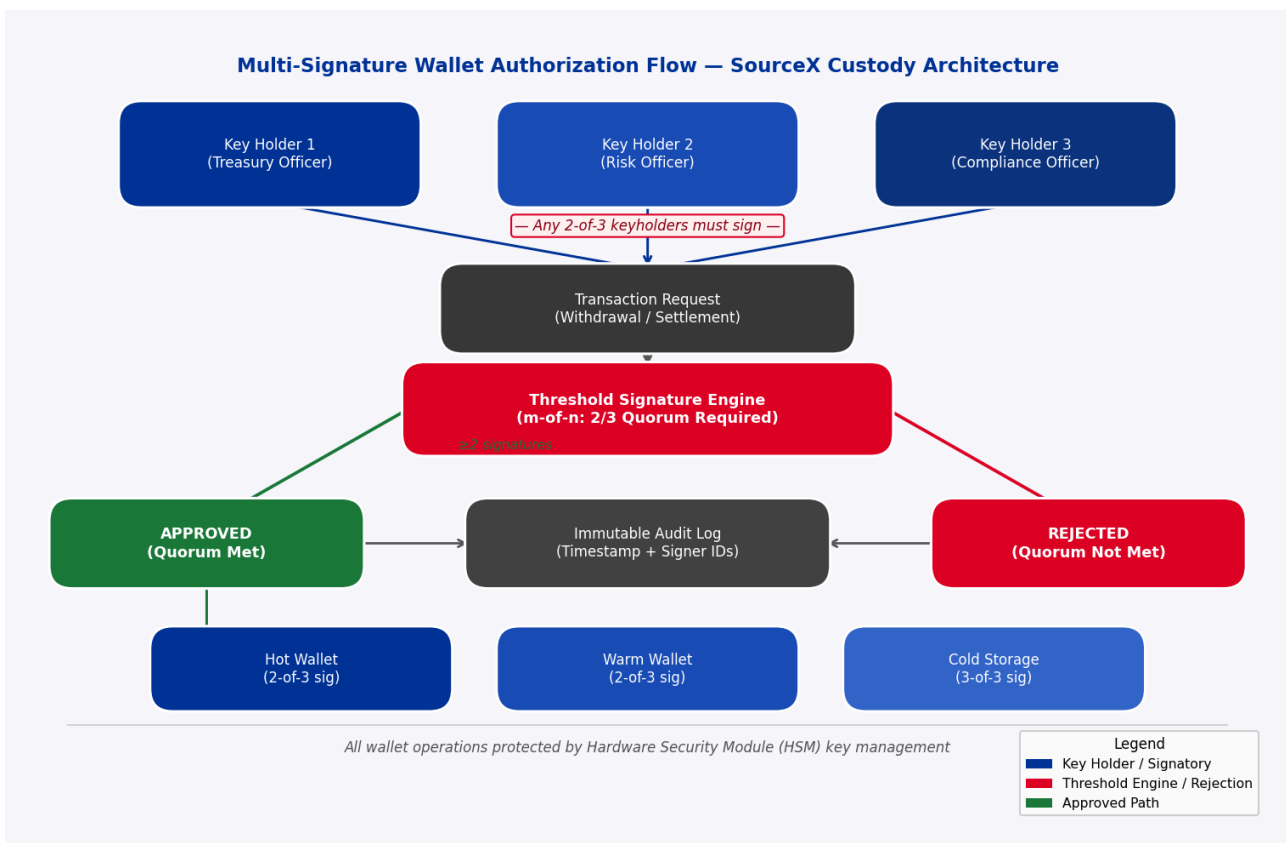 Multi-Signature Wallet Authorization Flow — SourceX Custody Architecture
Key Holder 1
(Treasury Officer)
Key Holder 2
(Risk Officer)
Key Holder 3
(Compliance Officer)
— Any 2-of-3 keyholders must sign —
Transaction Request
(Withdrawal / Settlement)
Threshold Signature Engine
(m-of-n: 2/3 Quorum Required)
≥2 signatures
APPROVED
(Quorum Met)
Immutable Audit Log
(Timestamp + Signer IDs)
REJECTED
(Quorum Not Met)
Hot Wallet
(2-of-3 sig)
Warm Wallet
(2-of-3 sig)
Cold Storage
(3-of-3 sig)
All wallet operations protected by Hardware Security Module (HSM) key management
Legend
Key Holder / Signatory
Threshold Engine / Rejection
Approved Path